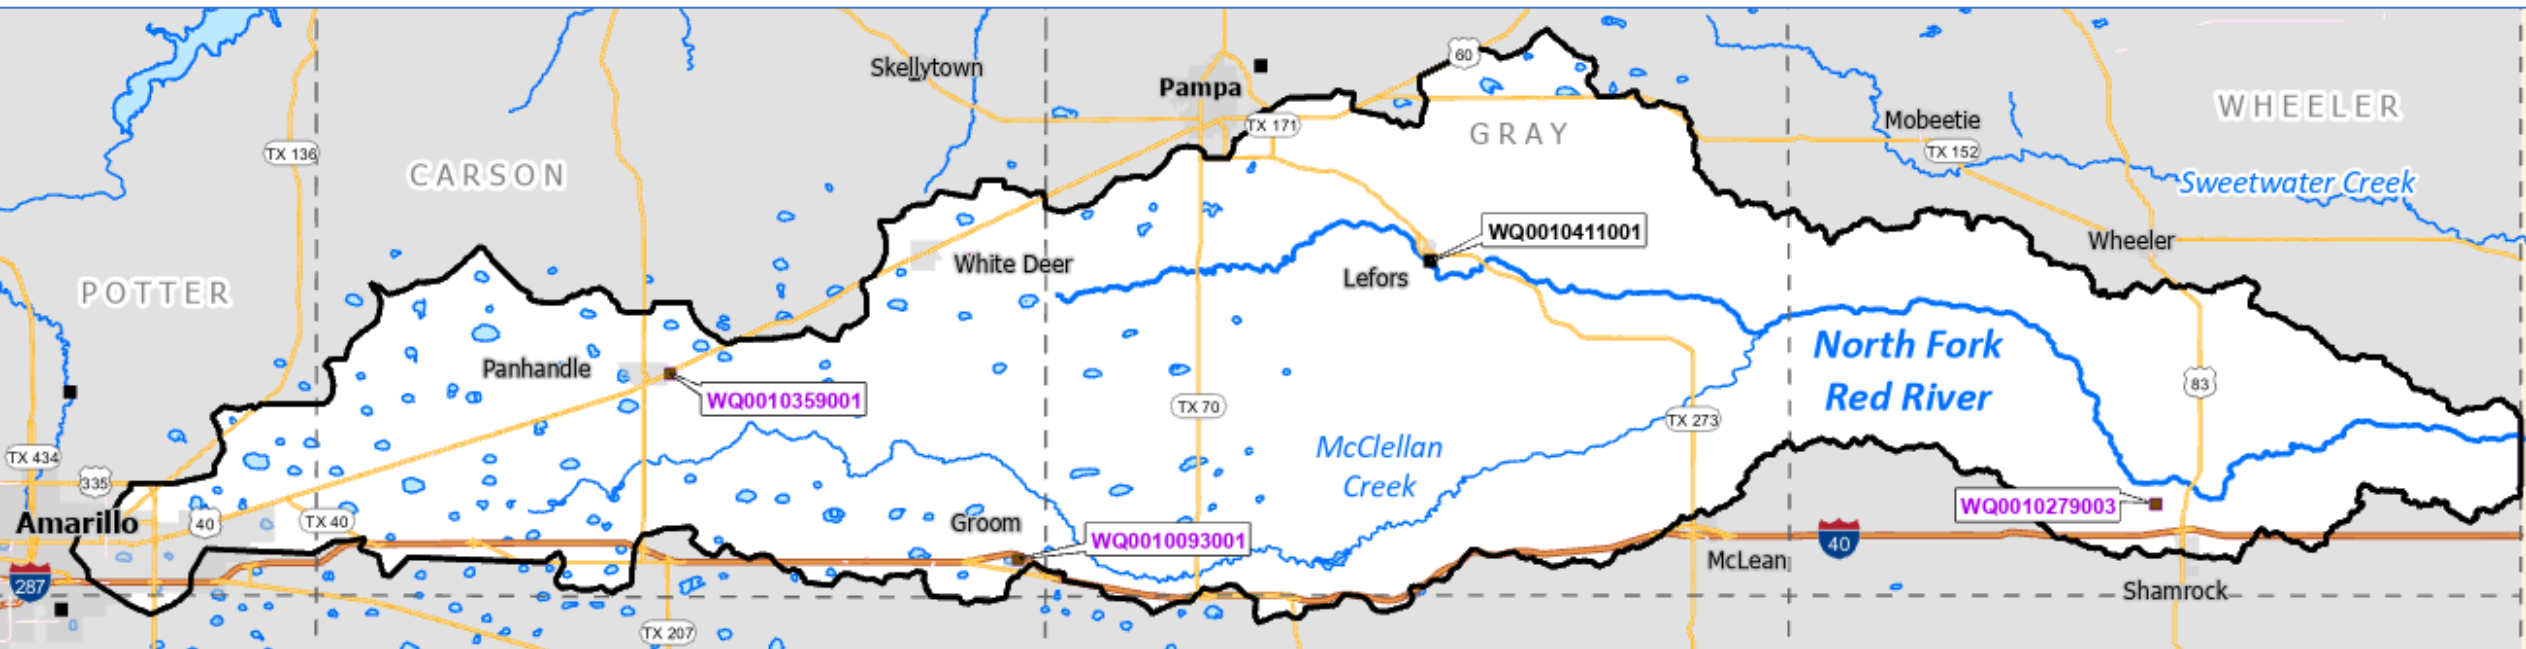 60
Skellytown
Pampa
WHEELER
TX 171
Mobeetie
GRAY
TX 136
TX 152
CARSON
Sweetwater Creek
WQ0010411001
Wheeler
White Deer
Lefors
POTTER
North Fork
Red River
Panhandle
83
WQ0010359001
TX 70
TX 273
McClellan
Creek
TX 434
335
WQ0010279003
Amarillo
40
TX 40
Groom
WQ0010093001
40
McLean
287
Shamrock
TX 207